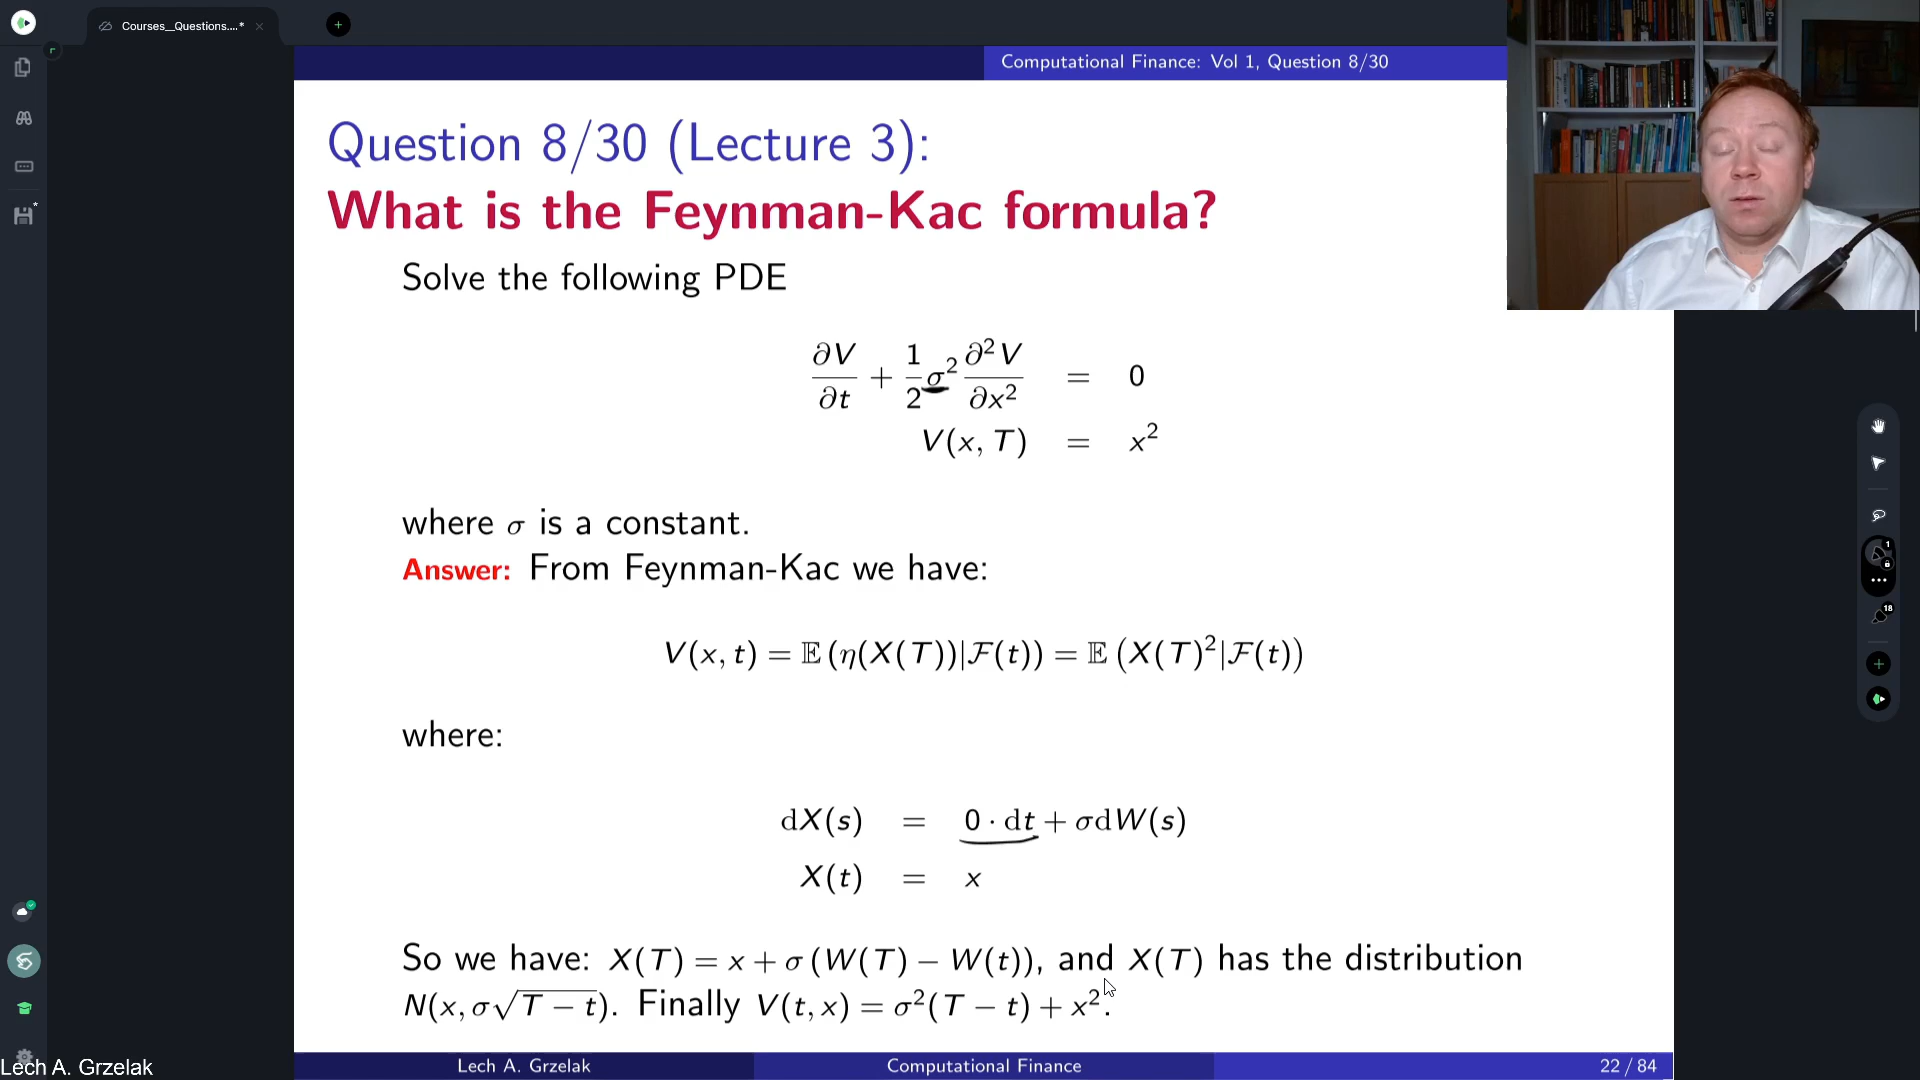 Courses__Questions....*
Computational Finance: Vol 1, Question 8/30
Question 8/30 (Lecture 3):
What is the Feynman-Kac formula?
Solve the following PDE
∂V/∂t + 1/2 σ² ∂²V/∂x² = 0
V(x, T) = x²
where σ is a constant.
Answer: From Feynman-Kac we have:
V(x, t) = 𝔼 (η(X(T))|ℱ(t)) = 𝔼 (X(T)²|ℱ(t))
where:
dX(s) = 0 · dt + σdW(s)
X(t) = x
So we have: X(T) = x + σ (W(T) − W(t)), and X(T) has the distribution
N(x, σ√(T − t)). Finally V(t, x) = σ²(T − t) + x².
Lech A. Grzelak Computational Finance 22 / 84
Lech A. Grzelak
1
18